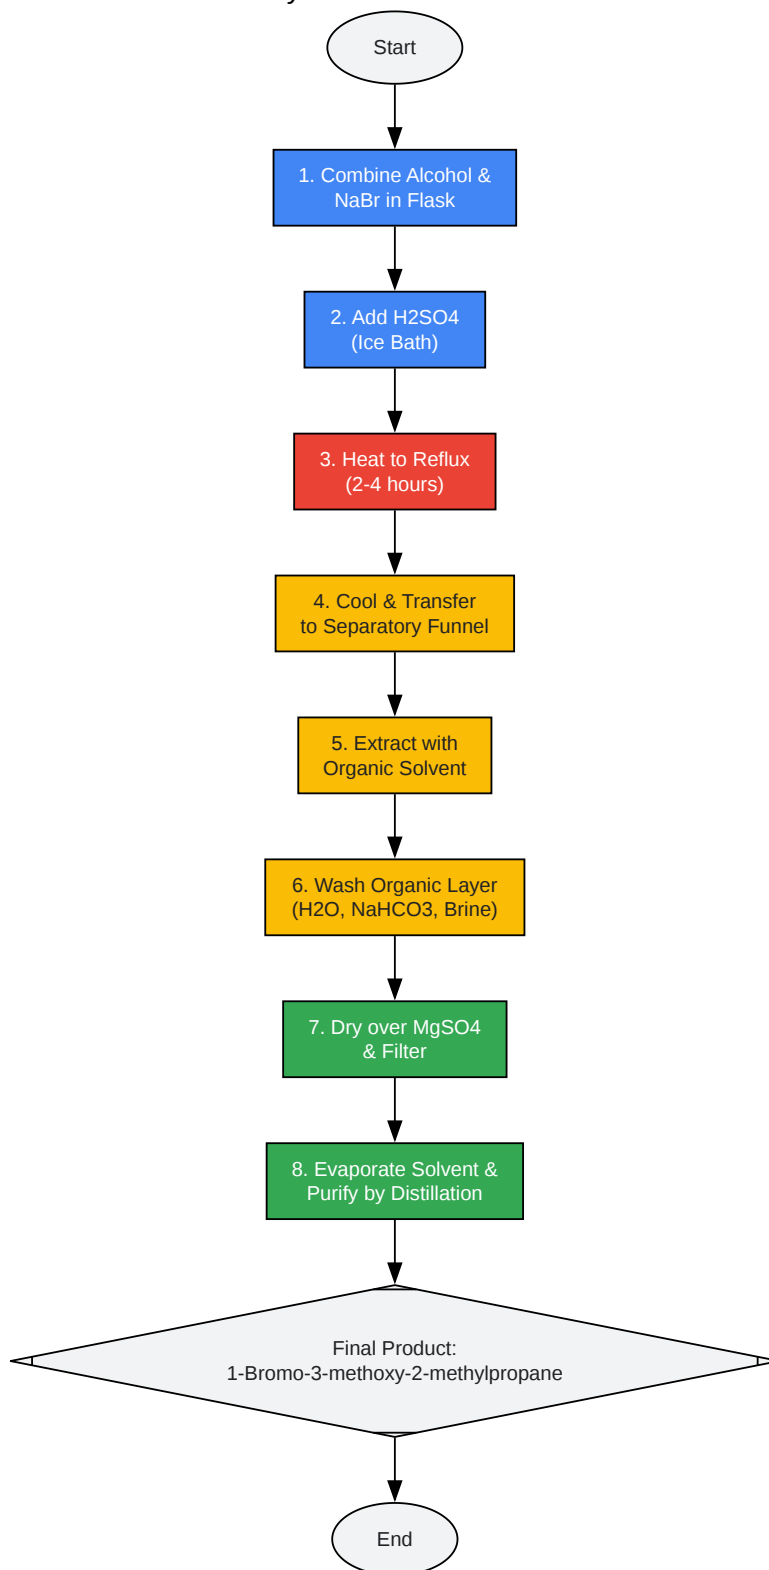 Start
1. Combine Alcohol &
NaBr in Flask
2. Add H2SO4
(Ice Bath)
3. Heat to Reflux
(2-4 hours)
4. Cool & Transfer
to Separatory Funnel
5. Extract with
Organic Solvent
6. Wash Organic Layer
(H2O, NaHCO3, Brine)
7. Dry over MgSO4
& Filter
8. Evaporate Solvent &
Purify by Distillation
Final Product:
1-Bromo-3-methoxy-2-methylpropane
End